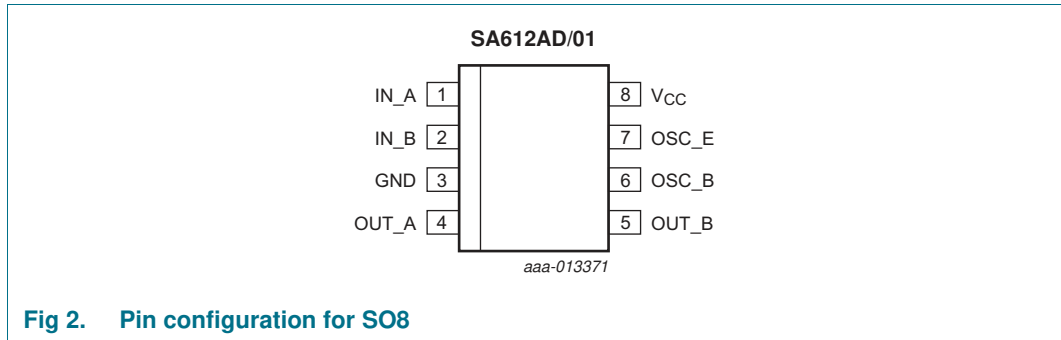 SA612AD/01
IN_A 1 8 VCC
IN_B 2 7 OSC_E
GND 3 6 OSC_B
OUT_A 4 5 OUT_B
aaa-013371
Fig 2. Pin configuration for SO8